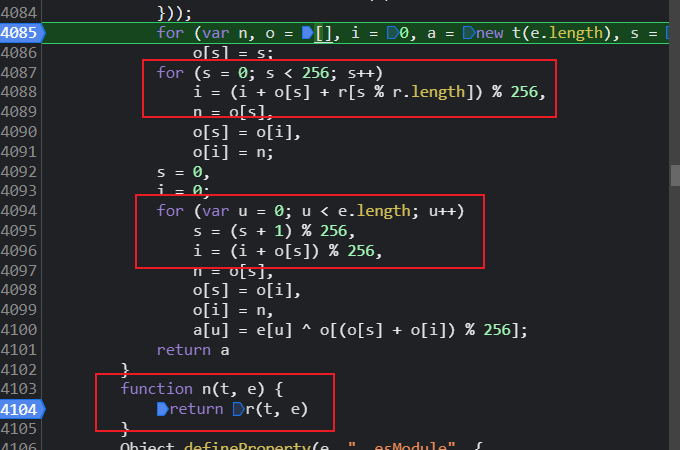 4084 }));
4085 for (var n, o = [], i = 0, a = new t(e.length), s =
4086 o[s] = s;
4087 for (s = 0; s < 256; s++)
4088 i = (i + o[s] + r[s % r.length]) % 256,
4089 n = o[s],
4090 o[s] = o[i],
4091 o[i] = n;
4092 s = 0,
4093 i = 0;
4094 for (var u = 0; u < e.length; u++)
4095 s = (s + 1) % 256,
4096 i = (i + o[s]) % 256,
4097 n = o[s],
4098 o[s] = o[i],
4099 o[i] = n,
4100 a[u] = e[u] ^ o[(o[s] + o[i]) % 256];
4101 return a
4102 }
4103 function n(t, e) {
4104 return r(t, e)
4105 }
4106 Object.defineProperty(e, "__esModule", {